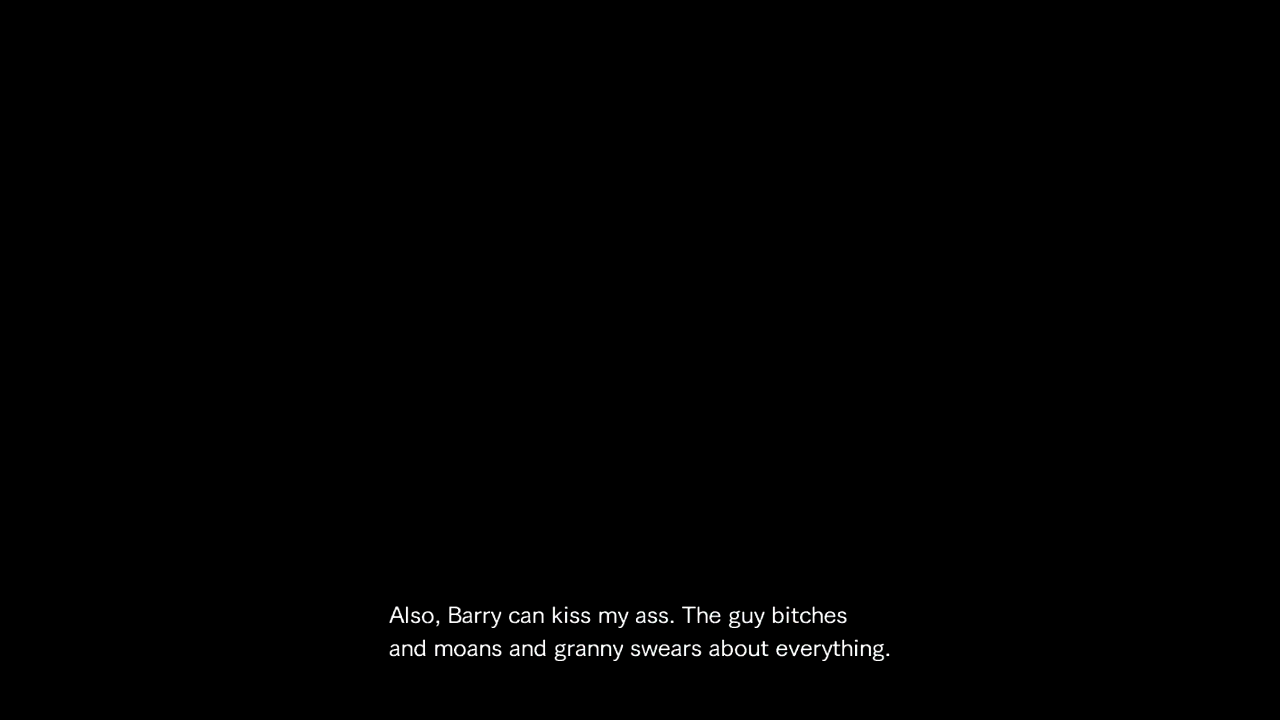 Also, Barry can kiss my ass. The guy bitches
and moans and granny swears about everything.